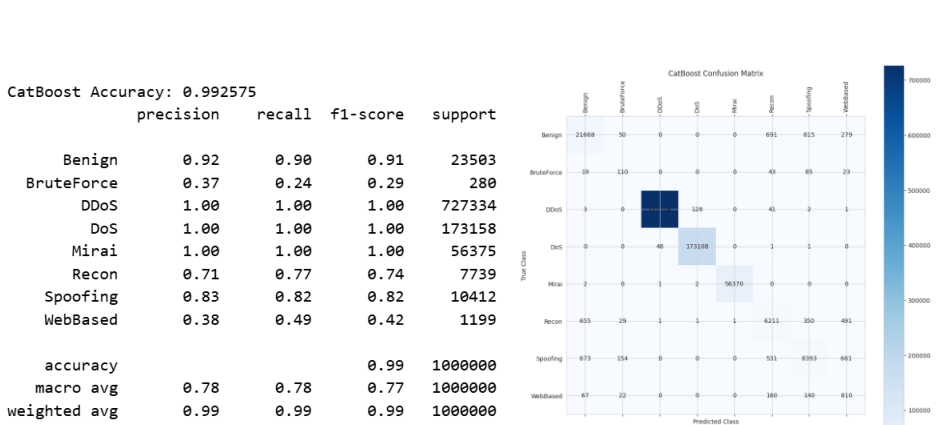 CatBoost Accuracy: 0.992575
precision recall f1-score support
Benign 0.92 0.90 0.91 23503
BruteForce 0.37 0.24 0.29 280
DDoS 1.00 1.00 1.00 727334
DoS 1.00 1.00 1.00 173158
Mirai 1.00 1.00 1.00 56375
Recon 0.71 0.77 0.74 7739
Spoofing 0.83 0.82 0.82 10412
WebBased 0.38 0.49 0.42 1199
accuracy 0.99 1000000
macro avg 0.78 0.78 0.77 1000000
weighted avg 0.99 0.99 0.99 1000000
CatBoost Confusion Matrix
Benign BruteForce DDoS DoS Mirai Recon Spoofing WebBased
True Class
Benign 21668 50 0 0 0 691 815 279
BruteForce 19 110 0 0 0 43 85 23
DDoS 3 0 128 0 41 2 1
DoS 0 0 48 173108 0 1 1 0
Mirai 2 0 1 2 56370 0 0 0
Recon 655 29 1 1 1 6211 350 491
Spoofing 673 154 0 0 0 531 8393 661
WebBased 67 22 0 0 0 160 140 810
Predicted Class
700000
600000
500000
400000
300000
200000
100000